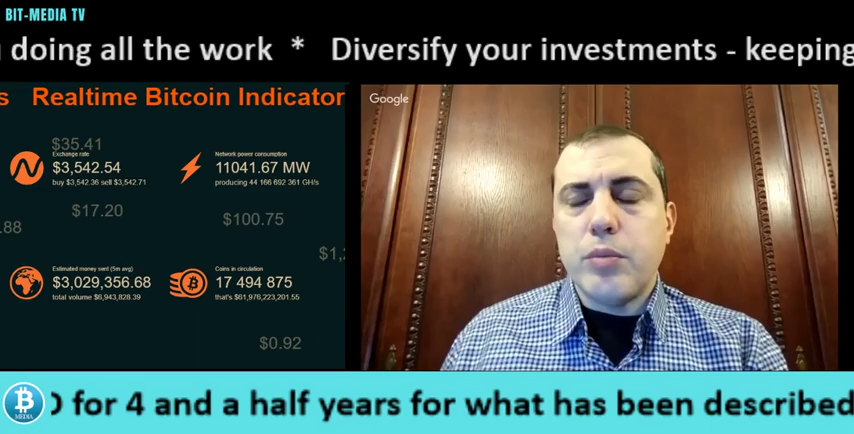 BIT-MEDIA TV
doing all the work * Diversify your investments - keeping
s Realtime Bitcoin Indicator
$35.41
Exchange rate
$3,542.54
buy $3,542.36 sell $3,542.71
Network power consumption
11041.67 MW
producing 44 166 692 361 GH/s
$17.20
$100.75
.88
$1,2
Estimated money sent (5m avg)
$3,029,356.68
total volume $6,943,828.39
Coins in circulation
17 494 875
that's $61,976,223,201.55
$0.92
Google
MEDIA
for 4 and a half years for what has been described